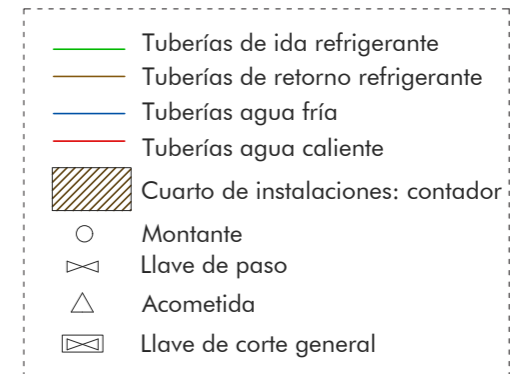 Tuberías de ida refrigerante
Tuberías de retorno refrigerante
Tuberías agua fría
Tuberías agua caliente
Cuarto de instalaciones: contador
Montante
Llave de paso
Acometida
Llave de corte general